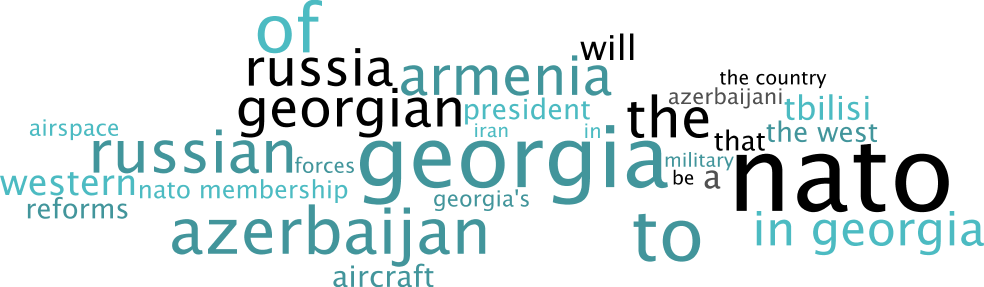 of
will
russia
armenia
the country
georgian
president
the
azerbaijani
tbilisi
airspace
iran
in
that
the west
russian
forces
georgia
military
nato
western
nato membership
be
a
georgia's
reforms
azerbaijan
to
in georgia
aircraft